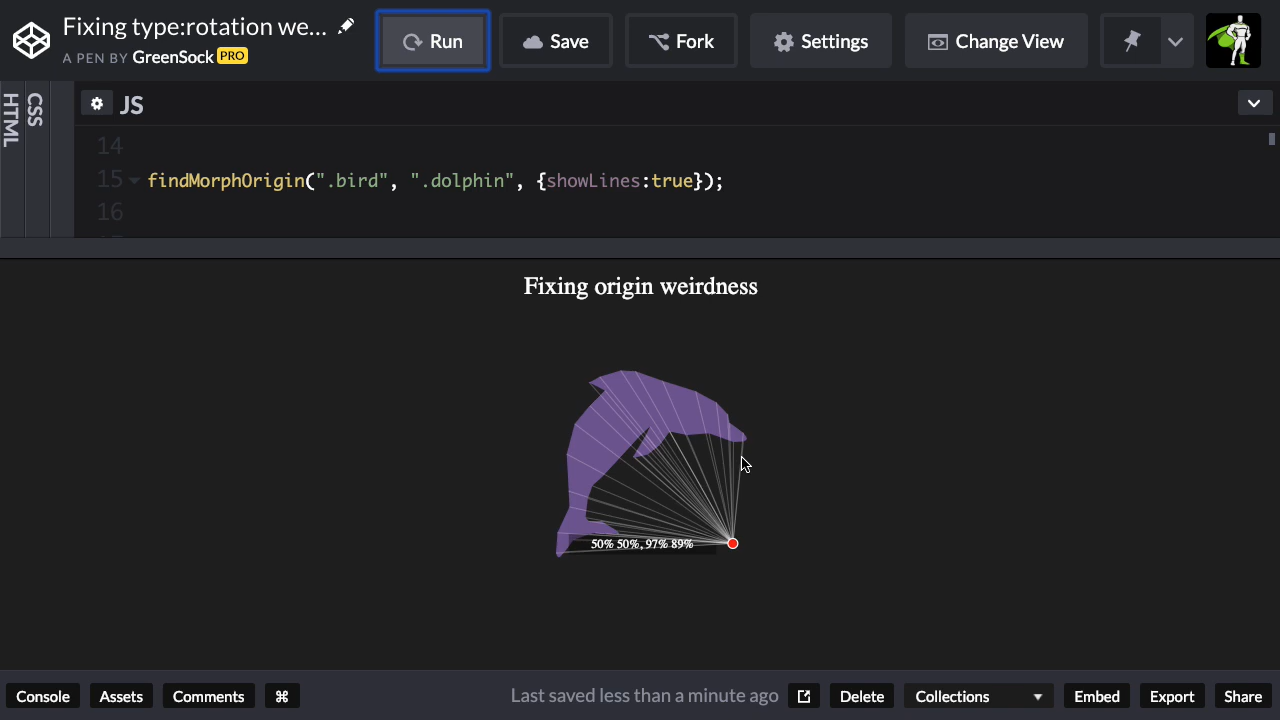 Fixing type:rotation we...
A PEN BY GreenSock PRO
Run
Save
Fork
Settings
Change View
HTML
CSS
JS
14
15 findMorphOrigin(".bird", ".dolphin", {showLines:true});
16
Fixing origin weirdness
50% 50%, 97% 89%
Console
Assets
Comments
⌘
Last saved less than a minute ago
Delete
Collections
Embed
Export
Share